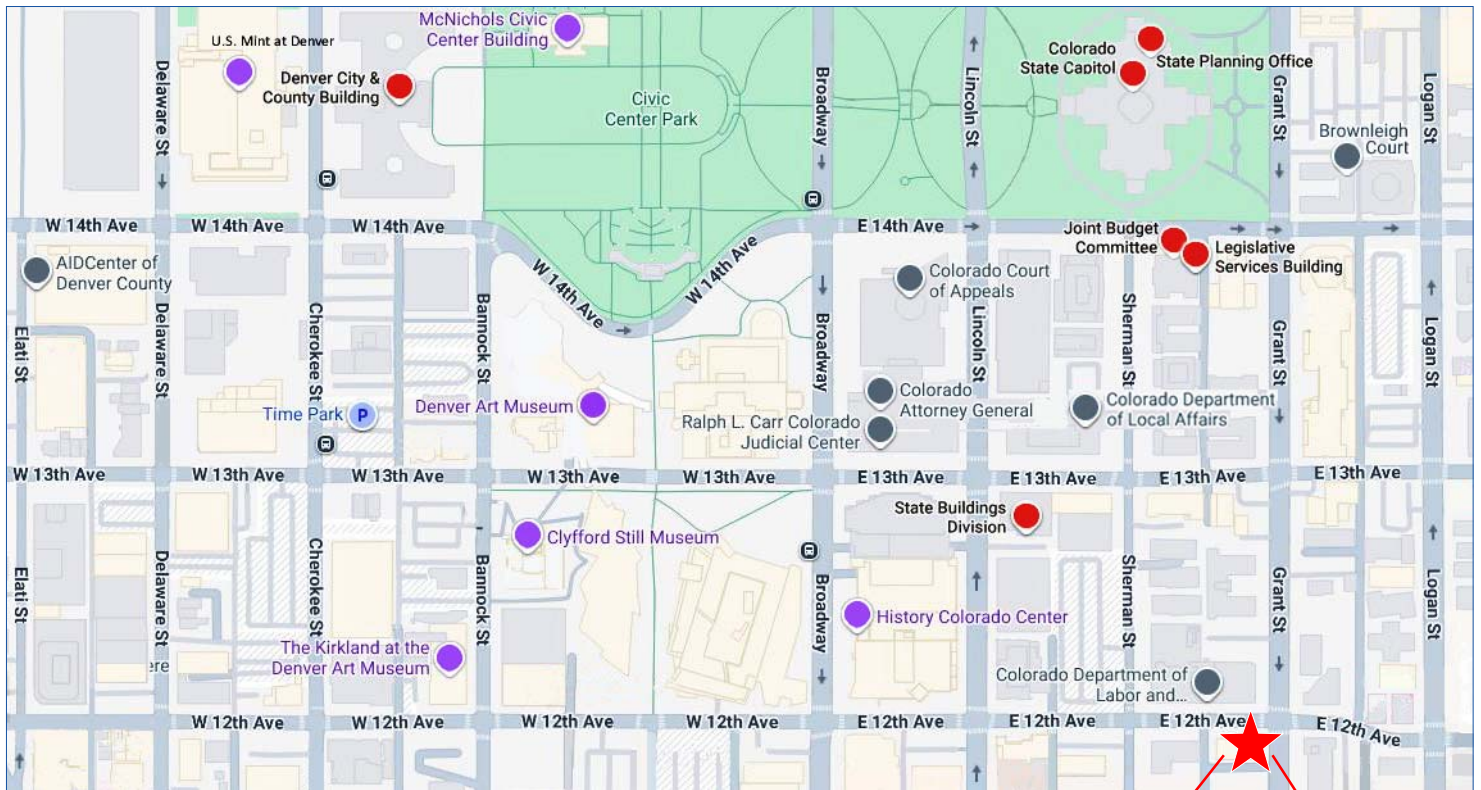 McNichols Civic
Center Building
U.S. Mint at Denver
Denver City &
County Building
Civic
Center Park
Colorado
State Capitol
State Planning Office
Brownleigh
Court
Delaware St
Broadway
Lincoln St
Grant St
Logan St
W 14th Ave
W 14th Ave
W 14th Ave
W 14th Ave
W 14th Ave
E 14th Ave
Joint Budget
Committee
Legislative
Services Building
AIDCenter of
Denver County
Colorado Court
of Appeals
Elati St
Delaware St
Cherokee St
Bannock St
Broadway
Lincoln St
Sherman St
Grant St
Logan St
Time Park
P
Denver Art Museum
Colorado
Attorney General
Ralph L. Carr Colorado
Judicial Center
Colorado Department
of Local Affairs
W 13th Ave
W 13th Ave
W 13th Ave
W 13th Ave
W 13th Ave
E 13th Ave
E 13th Ave
E 13th Ave
E 13th Ave
State Buildings
Division
Clyfford Still Museum
Elati St
Delaware St
Cherokee St
Bannock St
Broadway
Sherman St
Grant St
Logan St
History Colorado Center
The Kirkland at the
Denver Art Museum
ere
Colorado Department of
Labor and...
W 12th Ave
W 12th Ave
W 12th Ave
W 12th Ave
E 12th Ave
E 12th Ave
E 12th Ave
E 12th Ave